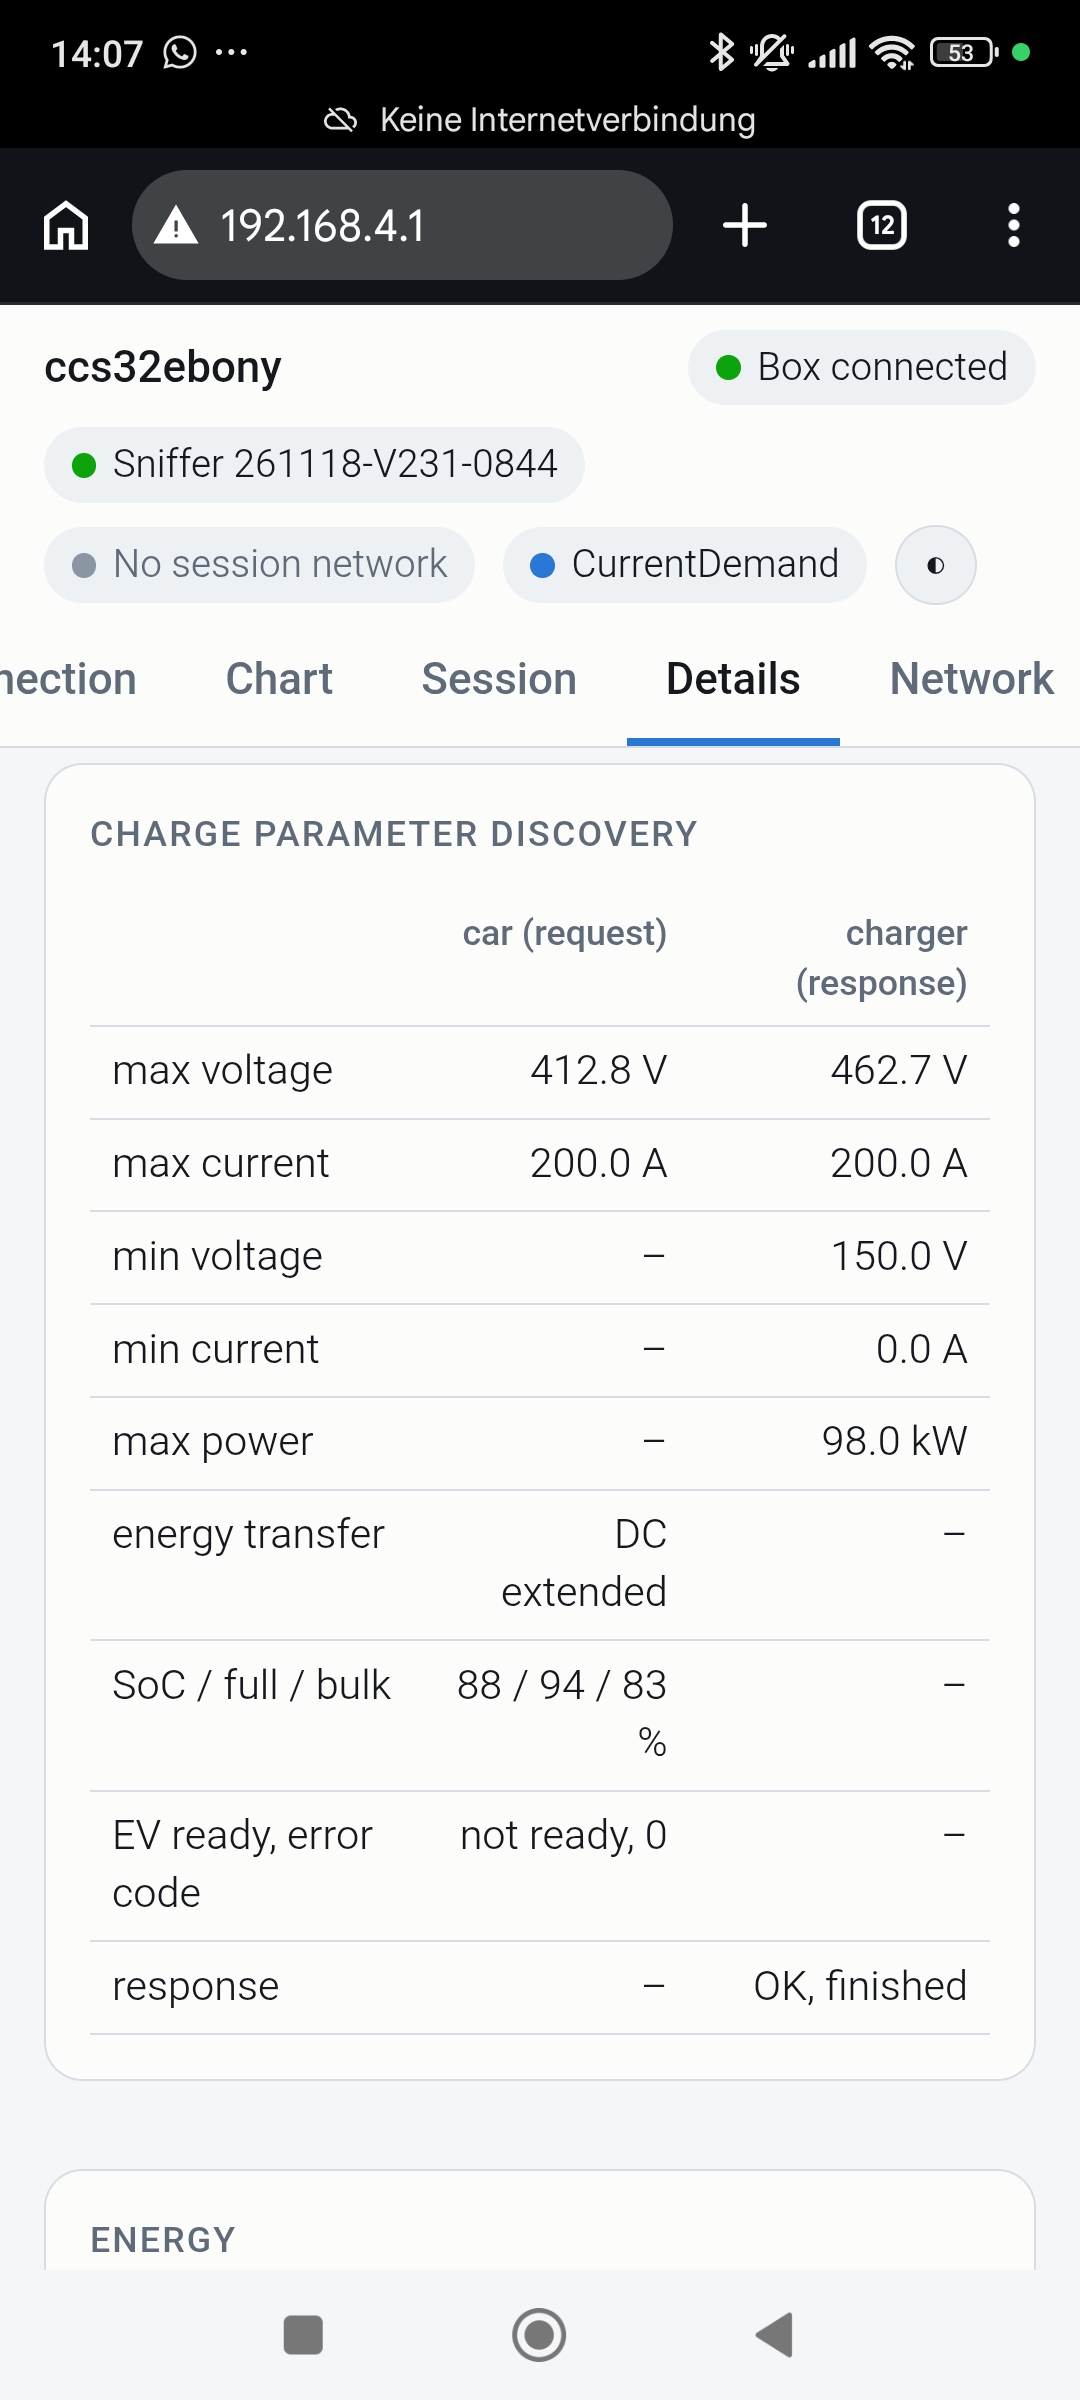 14:07
53
Keine Internetverbindung
192.168.4.1
12
ccs32ebony
Box connected
Sniffer 261118-V231-0844
No session network
CurrentDemand
nection
Chart
Session
Details
Network
CHARGE PARAMETER DISCOVERY
car (request)
charger
(response)
max voltage 412.8 V 462.7 V
max current 200.0 A 200.0 A
min voltage – 150.0 V
min current – 0.0 A
max power – 98.0 kW
energy transfer DC –
extended
SoC / full / bulk 88 / 94 / 83 –
%
EV ready, error not ready, 0 –
code
response – OK, finished
ENERGY